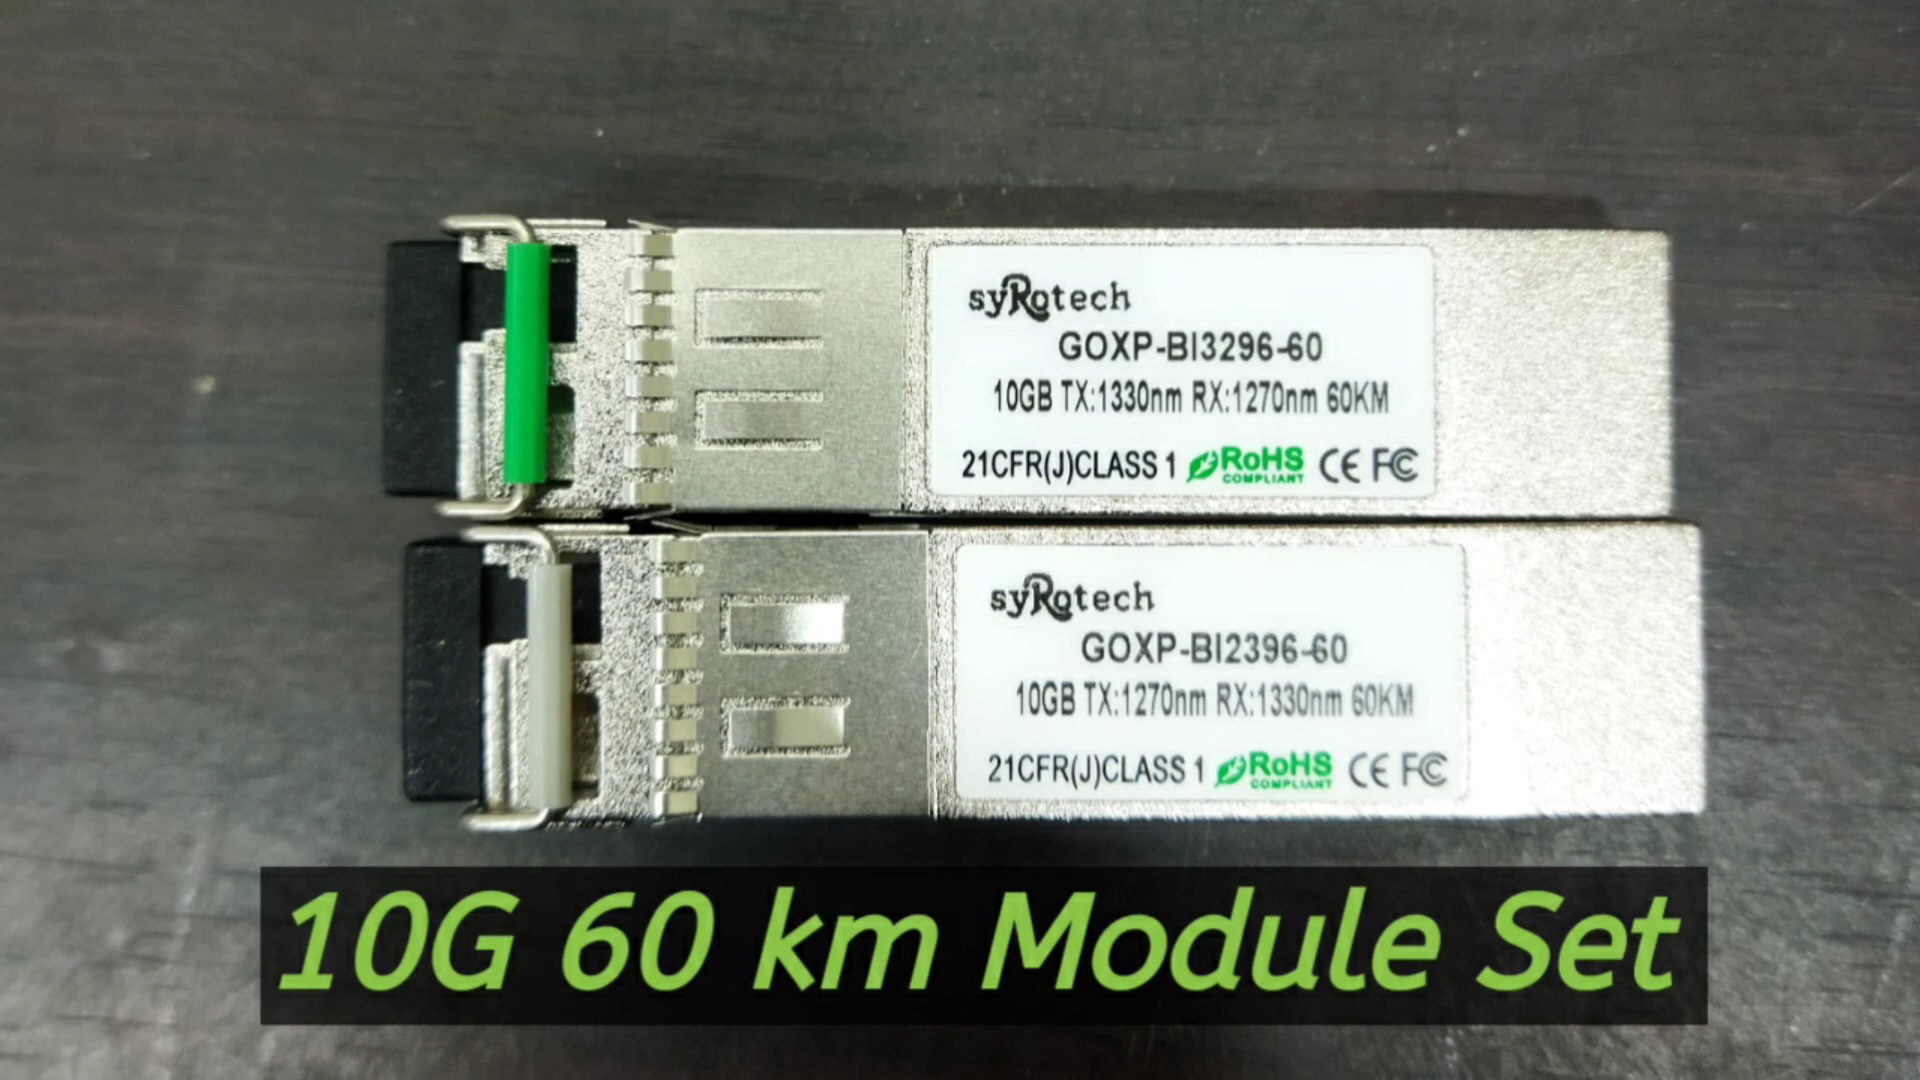 syRotech
GOXP-BI3296-60
10GB TX:1330nm RX:1270nm 60KM
21CFR(J)CLASS 1 RoHS COMPLIANT CE FC
syRotech
GOXP-BI2396-60
10GB TX:1270nm RX:1330nm 60KM
21CFR(J)CLASS 1 RoHS COMPLIANT CE FC
10G 60 km Module Set